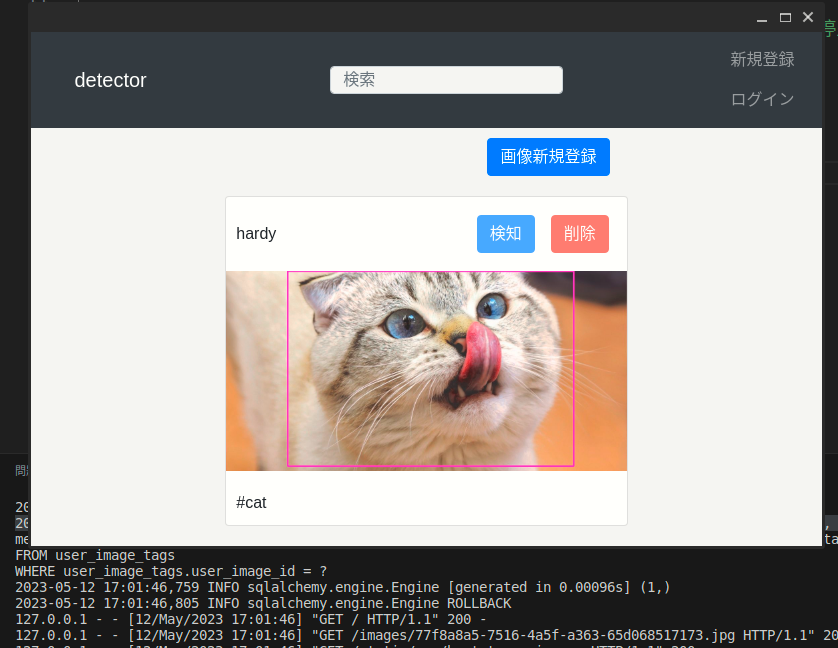 停
新規登録
detector
検索
ログイン
画像新規登録
hardy
検知
削除
#cat
20
20
me
FROM user_image_tags
WHERE user_image_tags.user_image_id = ?
2023-05-12 17:01:46,759 INFO sqlalchemy.engine.Engine [generated in 0.00096s] (1,)
2023-05-12 17:01:46,805 INFO sqlalchemy.engine.Engine ROLLBACK
127.0.0.1 - - [12/May/2023 17:01:46] "GET / HTTP/1.1" 200 -
127.0.0.1 - - [12/May/2023 17:01:46] "GET /images/77f8a8a5-7516-4a5f-a363-65d068517173.jpg HTTP/1.1" 20